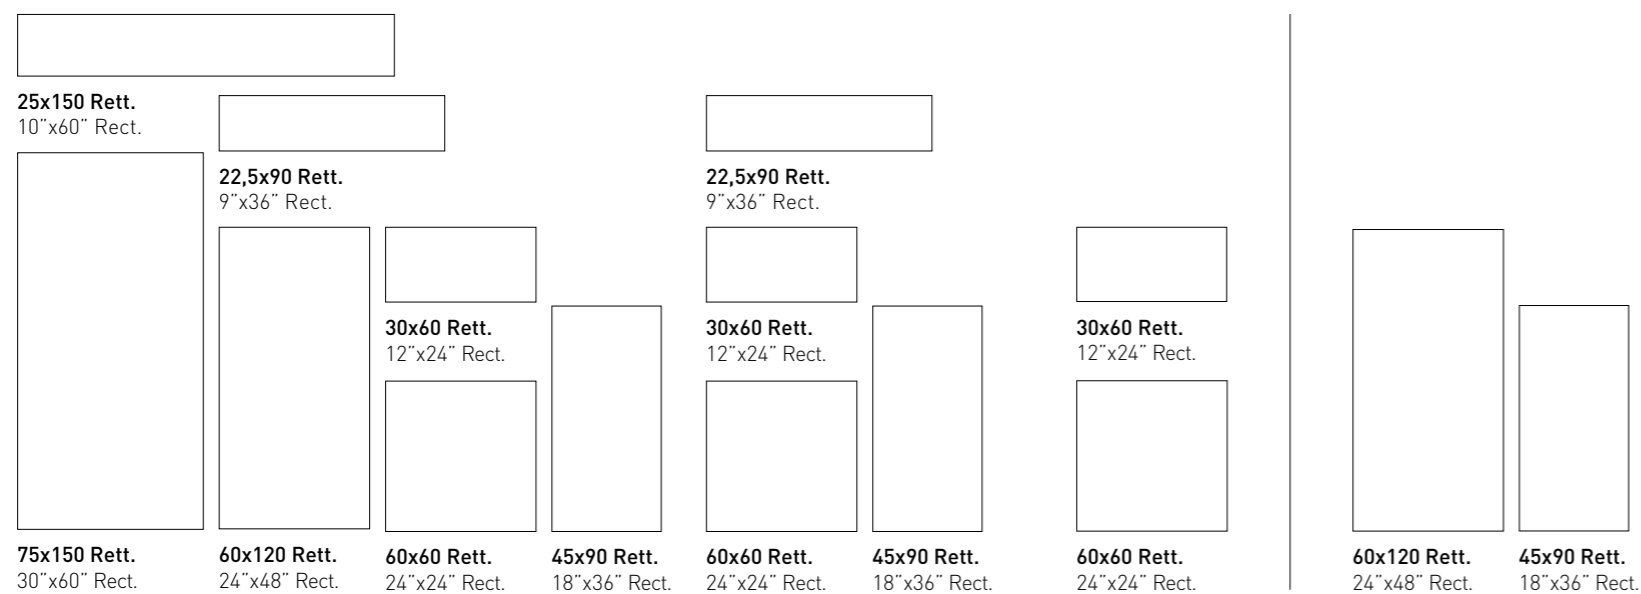 25x150 Rett.
10”x60” Rect.
22,5x90 Rett.
9”x36” Rect.
22,5x90 Rett.
9”x36” Rect.
30x60 Rett.
12”x24” Rect.
30x60 Rett.
12”x24” Rect.
30x60 Rett.
12”x24” Rect.
75x150 Rett.
30”x60” Rect.
60x120 Rett.
24”x48” Rect.
60x60 Rett.
24”x24” Rect.
45x90 Rett.
18”x36” Rect.
60x60 Rett.
24”x24” Rect.
45x90 Rett.
18”x36” Rect.
60x60 Rett.
24”x24” Rect.
60x120 Rett.
24”x48” Rect.
45x90 Rett.
18”x36” Rect.